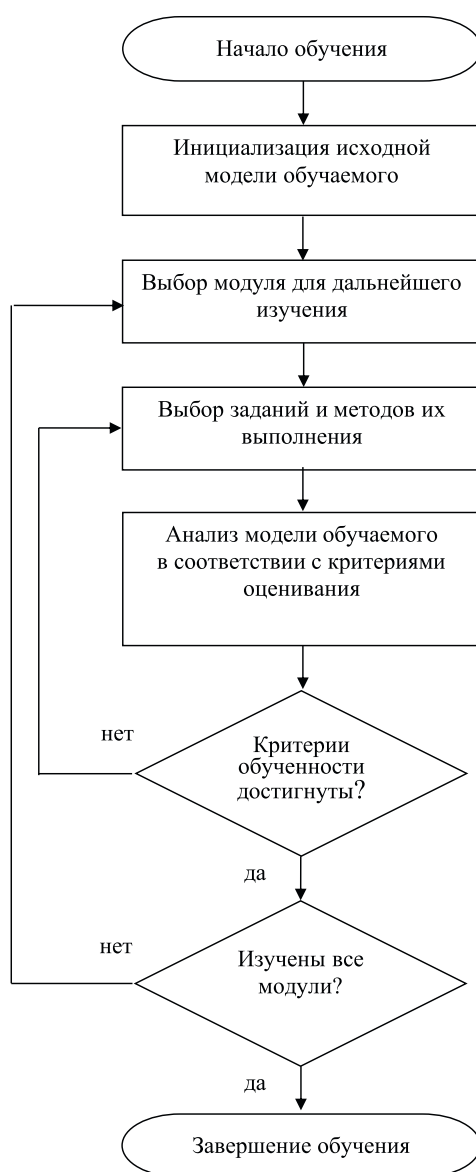 Начало обучения
Инициализация исходной
модели обучаемого
Выбор модуля для дальнейшего
изучения
Выбор заданий и методов их
выполнения
Анализ модели обучаемого
в соответствии с критериями
оценивания
нет
Критерии
обученности
достигнуты?
да
нет
Изучены все
модули?
да
Завершение обучения